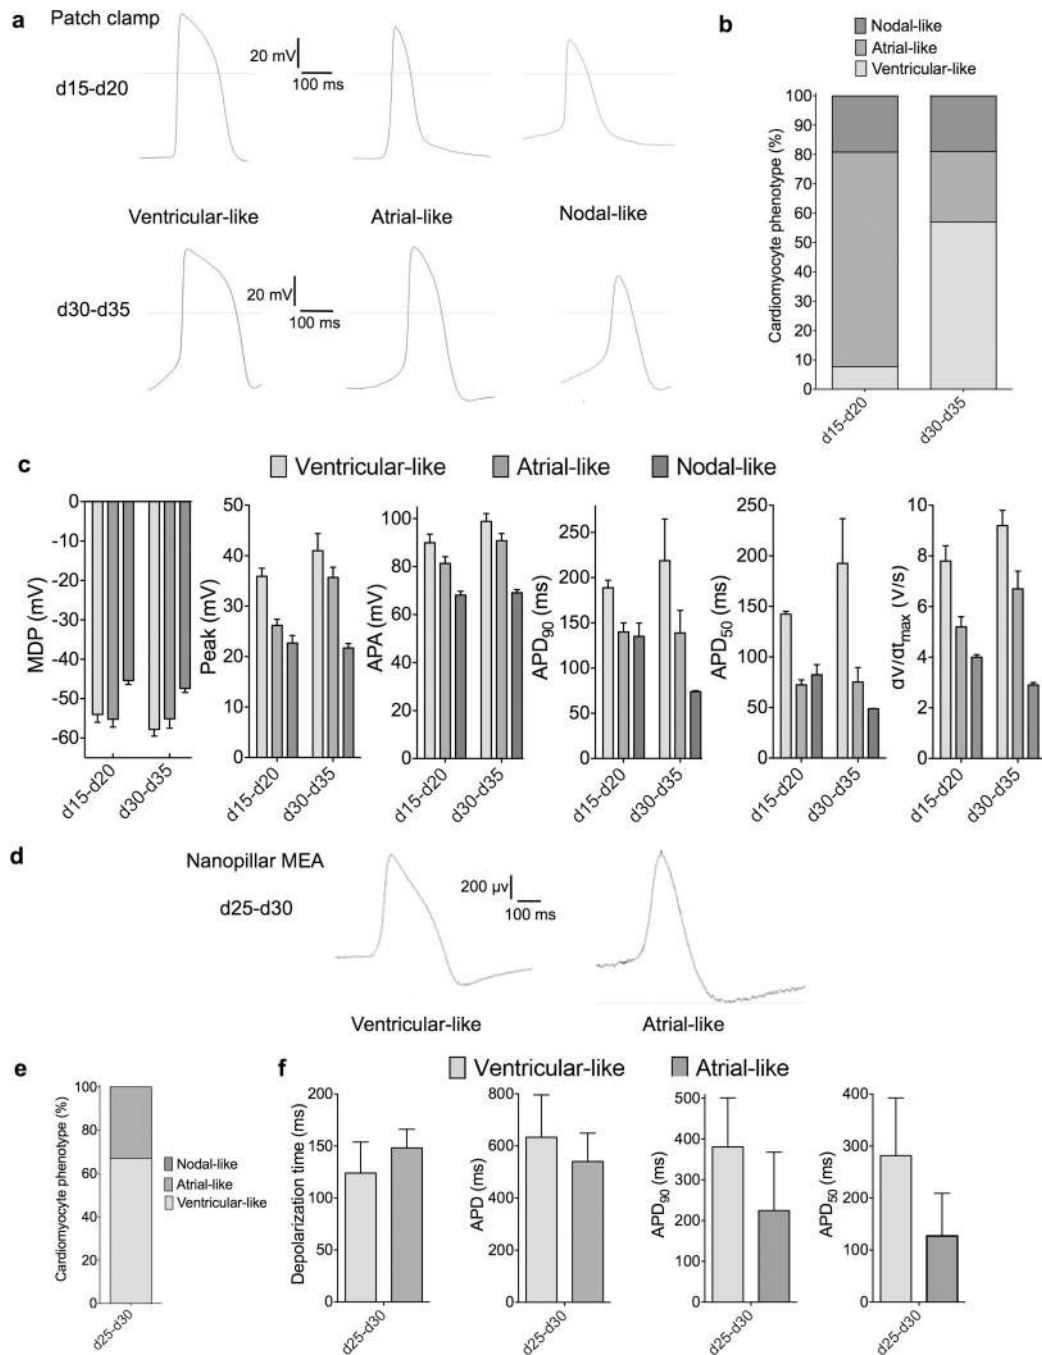 a
Patch clamp
20 mV
100 ms
d15-d20
Ventricular-like
Atrial-like
Nodal-like
20 mV
100 ms
d30-d35
b
Nodal-like
Atrial-like
Ventricular-like
Cardiomyocyte phenotype (%)
100
90
80
70
60
50
40
30
20
10
0
d15-d20
d30-d35
c
Ventricular-like
Atrial-like
Nodal-like
MDP (mV)
0
-10
-20
-30
-40
-50
-60
d15-d20
d30-d35
Peak (mV)
50
40
30
20
10
0
d15-d20
d30-d35
APA (mV)
100
80
60
40
20
0
d15-d20
d30-d35
APD90 (ms)
250
200
150
100
50
0
d15-d20
d30-d35
APD50 (ms)
250
200
150
100
50
0
d15-d20
d30-d35
dV/dtmax (V/s)
10
8
6
4
2
0
d15-d20
d30-d35
d
Nanopillar MEA
d25-d30
200 µv
100 ms
Ventricular-like
Atrial-like
e
Cardiomyocyte phenotype (%)
100
80
60
40
20
0
d25-d30
Nodal-like
Atrial-like
Ventricular-like
f
Ventricular-like
Atrial-like
Depolarization time (ms)
200
150
100
50
0
d25-d30
APD (ms)
800
600
400
200
0
d25-d30
APD90 (ms)
500
400
300
200
100
0
d25-d30
APD50 (ms)
400
300
200
100
0
d25-d30